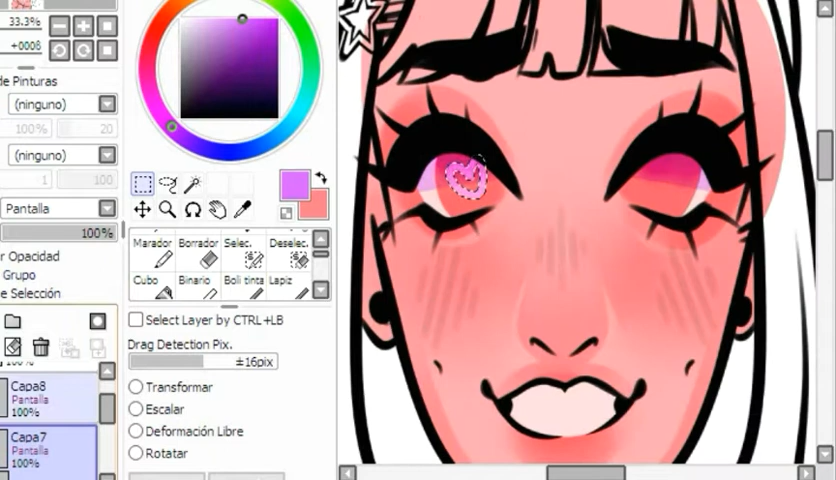 33.3%
+0008
de Pinturas
(ninguno)
100% 20
(ninguno)
1 100
Pantalla
100%
r Opacidad
Grupo
de Selección
Capa8
Pantalla
100%
Capa7
Pantalla
100%
Marador Borrador Selec. Deselec.
Cubo Binario Boli tinta Lapiz
Select Layer by CTRL+LB
Drag Detection Pix.
±16pix
Transformar
Escalar
Deformación Libre
Rotatar